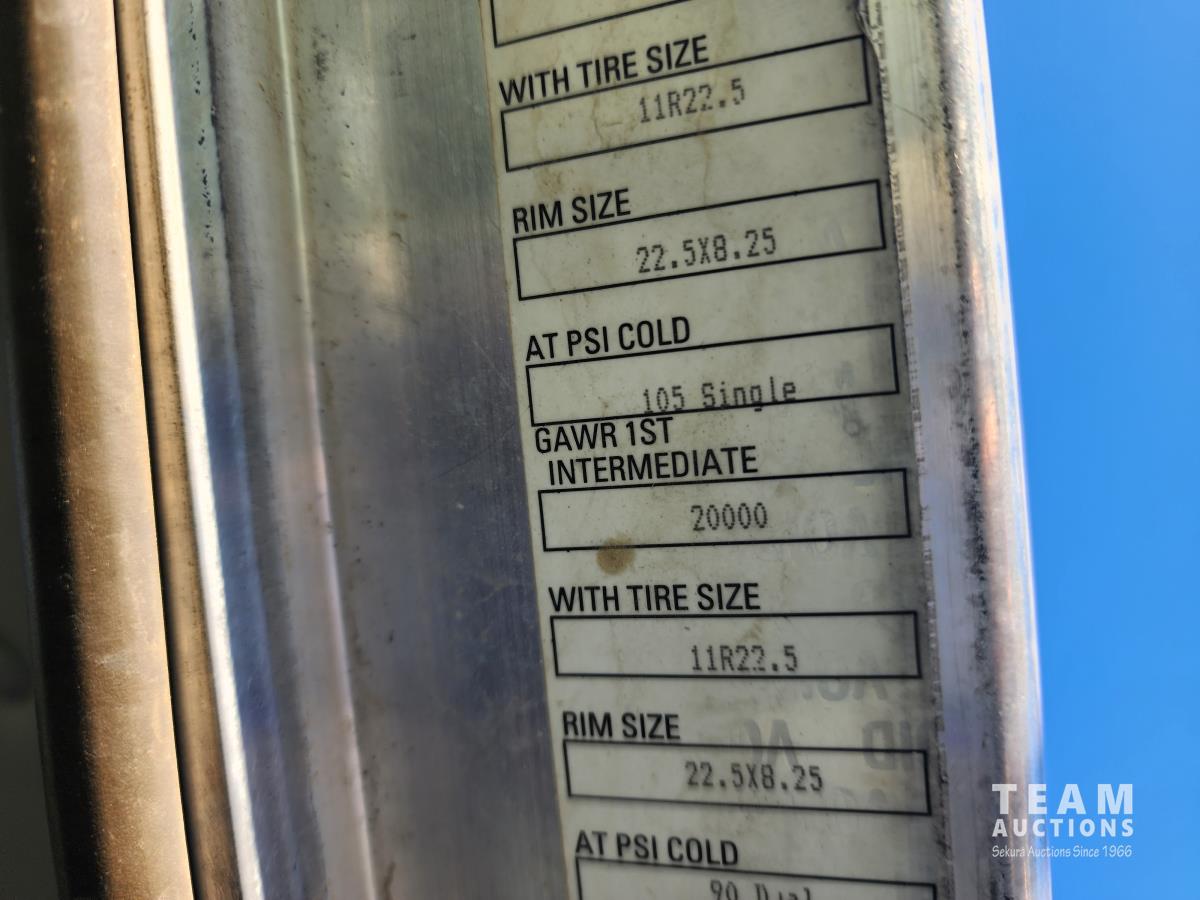 WITH TIRE SIZE
11R22.5
RIM SIZE
22.5X8.25
AT PSI COLD
105 Single
GAWR 1ST
INTERMEDIATE
20000
WITH TIRE SIZE
11R22.5
RIM SIZE
22.5X8.25
AT PSI COLD
90 Dual
TEAM
AUCTIONS
Sekura Auctions Since 1966